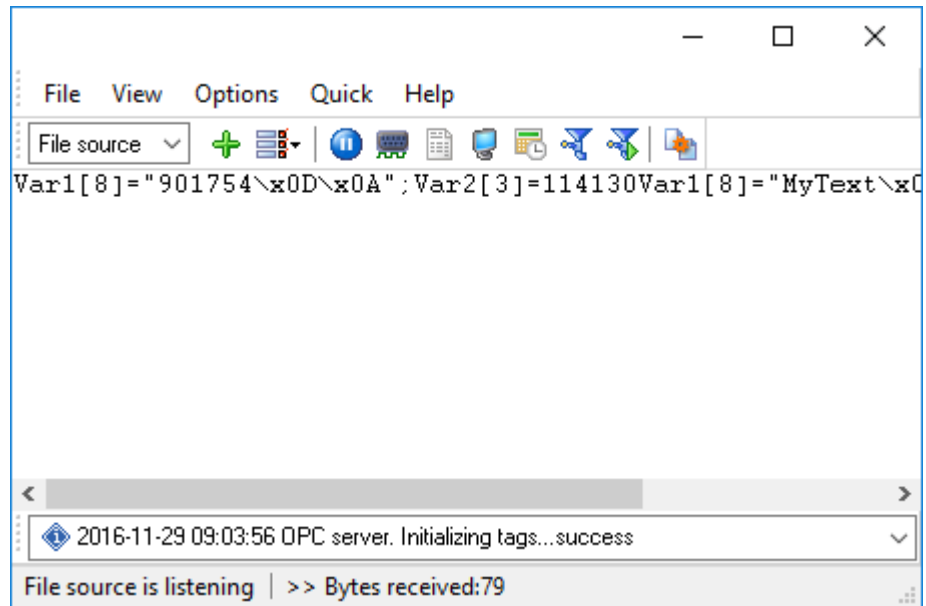 File View Options Quick Help
File source
Var1[8]="901754\x0D\x0A";Var2[3]=114130Var1[8]="MyText\x0
2016-11-29 09:03:56 OPC server. Initializing tags...success
File source is listening >> Bytes received:79